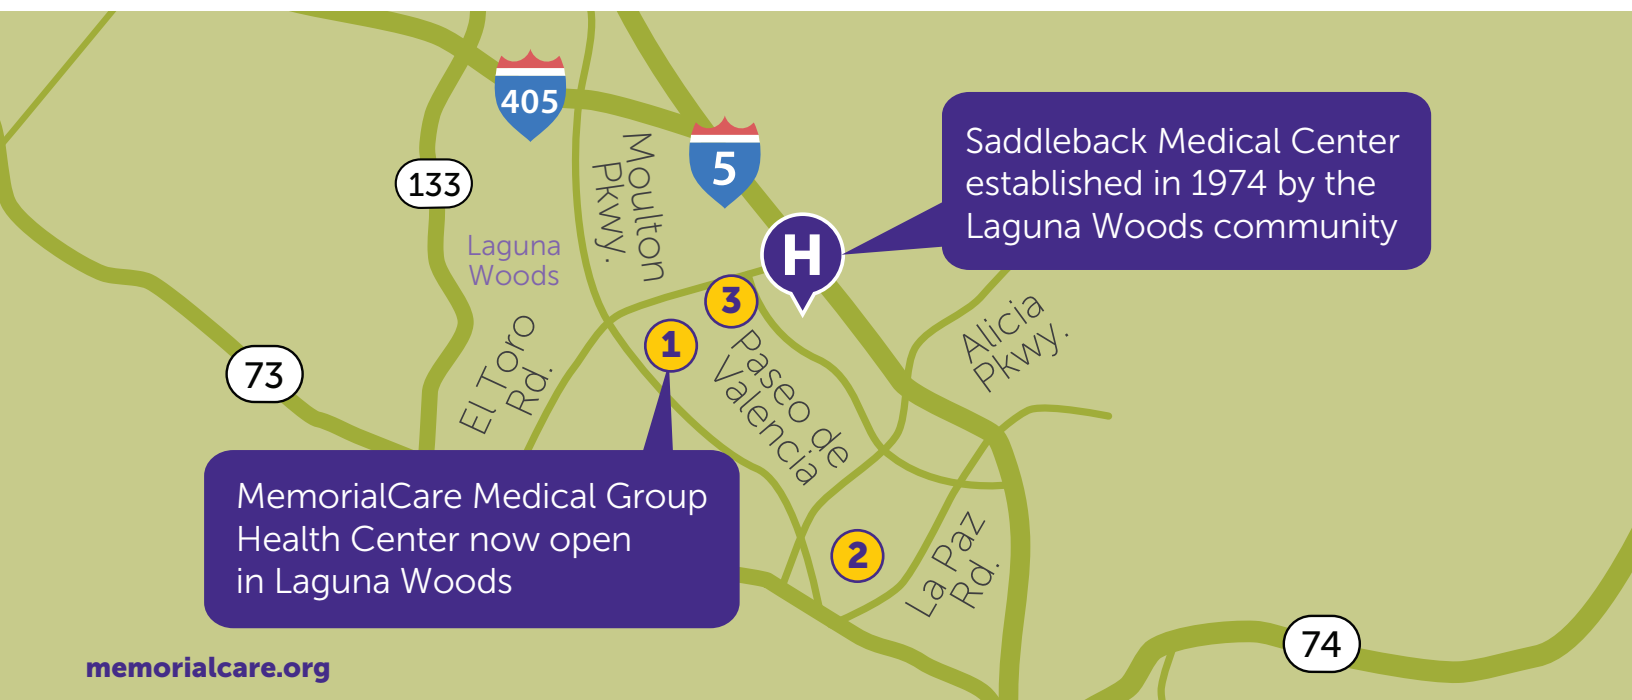 405
5
Moulton
Pkwy.
133
Saddleback Medical Center
established in 1974 by the
Laguna Woods community
Laguna
Woods
H
3
1
Alicia
Pkwy.
El Toro
Rd.
Paseo de
Valencia
73
MemorialCare Medical Group
Health Center now open
in Laguna Woods
2
La Paz
Rd.
74
memorialcare.org